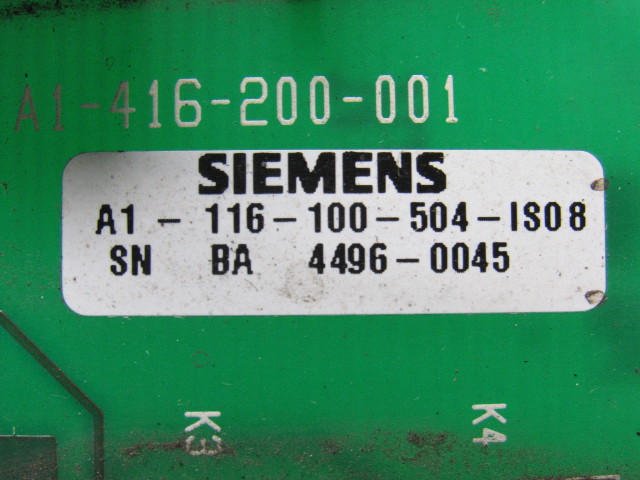 A1-416-200-001
SIEMENS
A1 - 116-100-504-IS08
SN BA 4496-0045
K3
K4